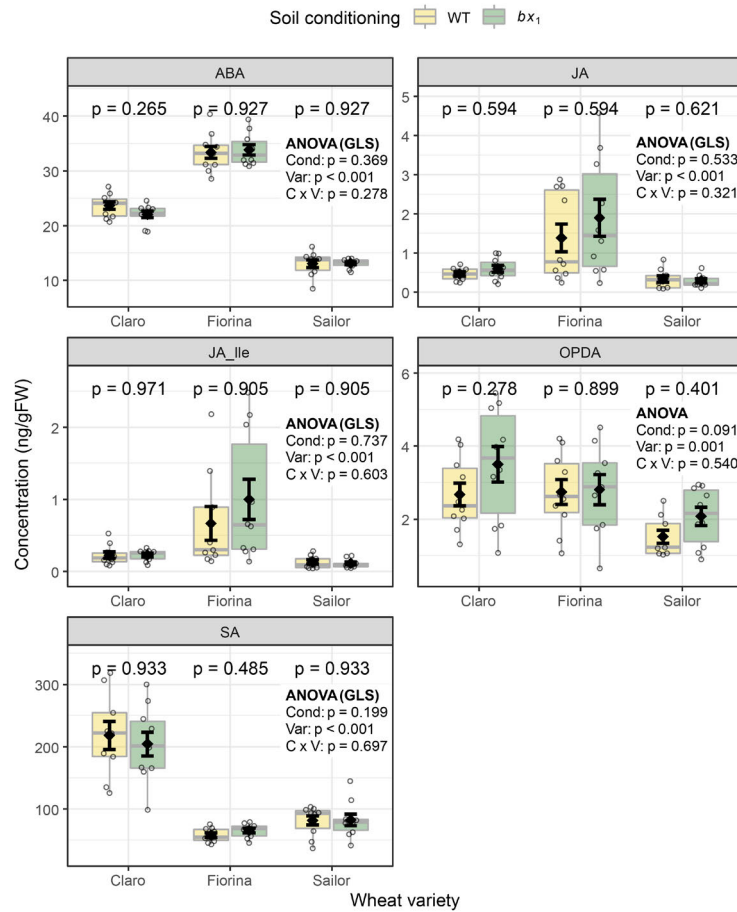 Soil conditioning WT bx1
ABA
p = 0.265 p = 0.927 p = 0.927
ANOVA (GLS)
Cond: p = 0.369
Var: p < 0.001
C x V: p = 0.278
40
30
20
10
Claro Fiorina Sailor
JA
p = 0.594 p = 0.594 p = 0.621
ANOVA (GLS)
Cond: p = 0.533
Var: p < 0.001
C x V: p = 0.321
5
4
3
2
1
0
Claro Fiorina Sailor
JA_Ile
p = 0.971 p = 0.905 p = 0.905
ANOVA (GLS)
Cond: p = 0.737
Var: p < 0.001
C x V: p = 0.603
2
1
0
Claro Fiorina Sailor
OPDA
p = 0.278 p = 0.899 p = 0.401
ANOVA
Cond: p = 0.091
Var: p = 0.001
C x V: p = 0.540
6
4
2
Claro Fiorina Sailor
SA
p = 0.933 p = 0.485 p = 0.933
ANOVA (GLS)
Cond: p = 0.199
Var: p < 0.001
C x V: p = 0.697
300
200
100
Claro Fiorina Sailor
Concentration (ng/gFW)
Wheat variety